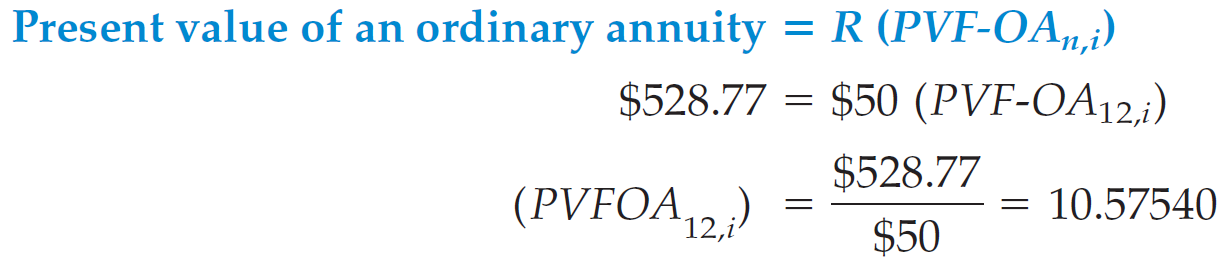 Present value of an ordinary annuity = R (PVF-OAn,i)
$528.77 = $50 (PVF-OA12,i)
(PVFOA12,i) = $528.77 / $50 = 10.57540